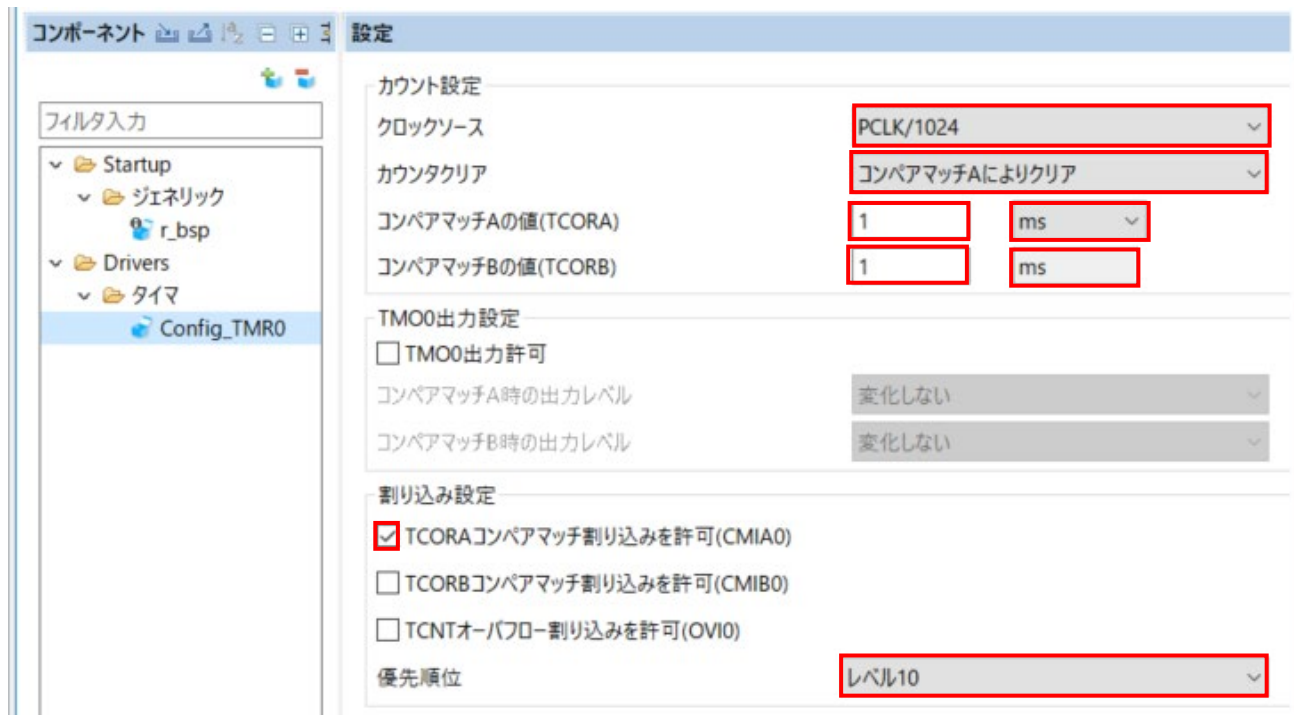 コンポーネント
設定
フィルタ入力
Startup
ジェネリック
r_bsp
Drivers
タイマ
Config_TMR0
カウント設定
クロックソース PCLK/1024
カウンタクリア コンペアマッチAによりクリア
コンペアマッチAの値(TCORA) 1 ms
コンペアマッチBの値(TCORB) 1 ms
TMO0出力設定
TMO0出力許可
コンペアマッチA時の出力レベル 変化しない
コンペアマッチB時の出力レベル 変化しない
割り込み設定
TCORAコンペアマッチ割り込みを許可(CMIA0)
TCORBコンペアマッチ割り込みを許可(CMIB0)
TCNTオーバフロー割り込みを許可(OVI0)
優先順位 レベル10